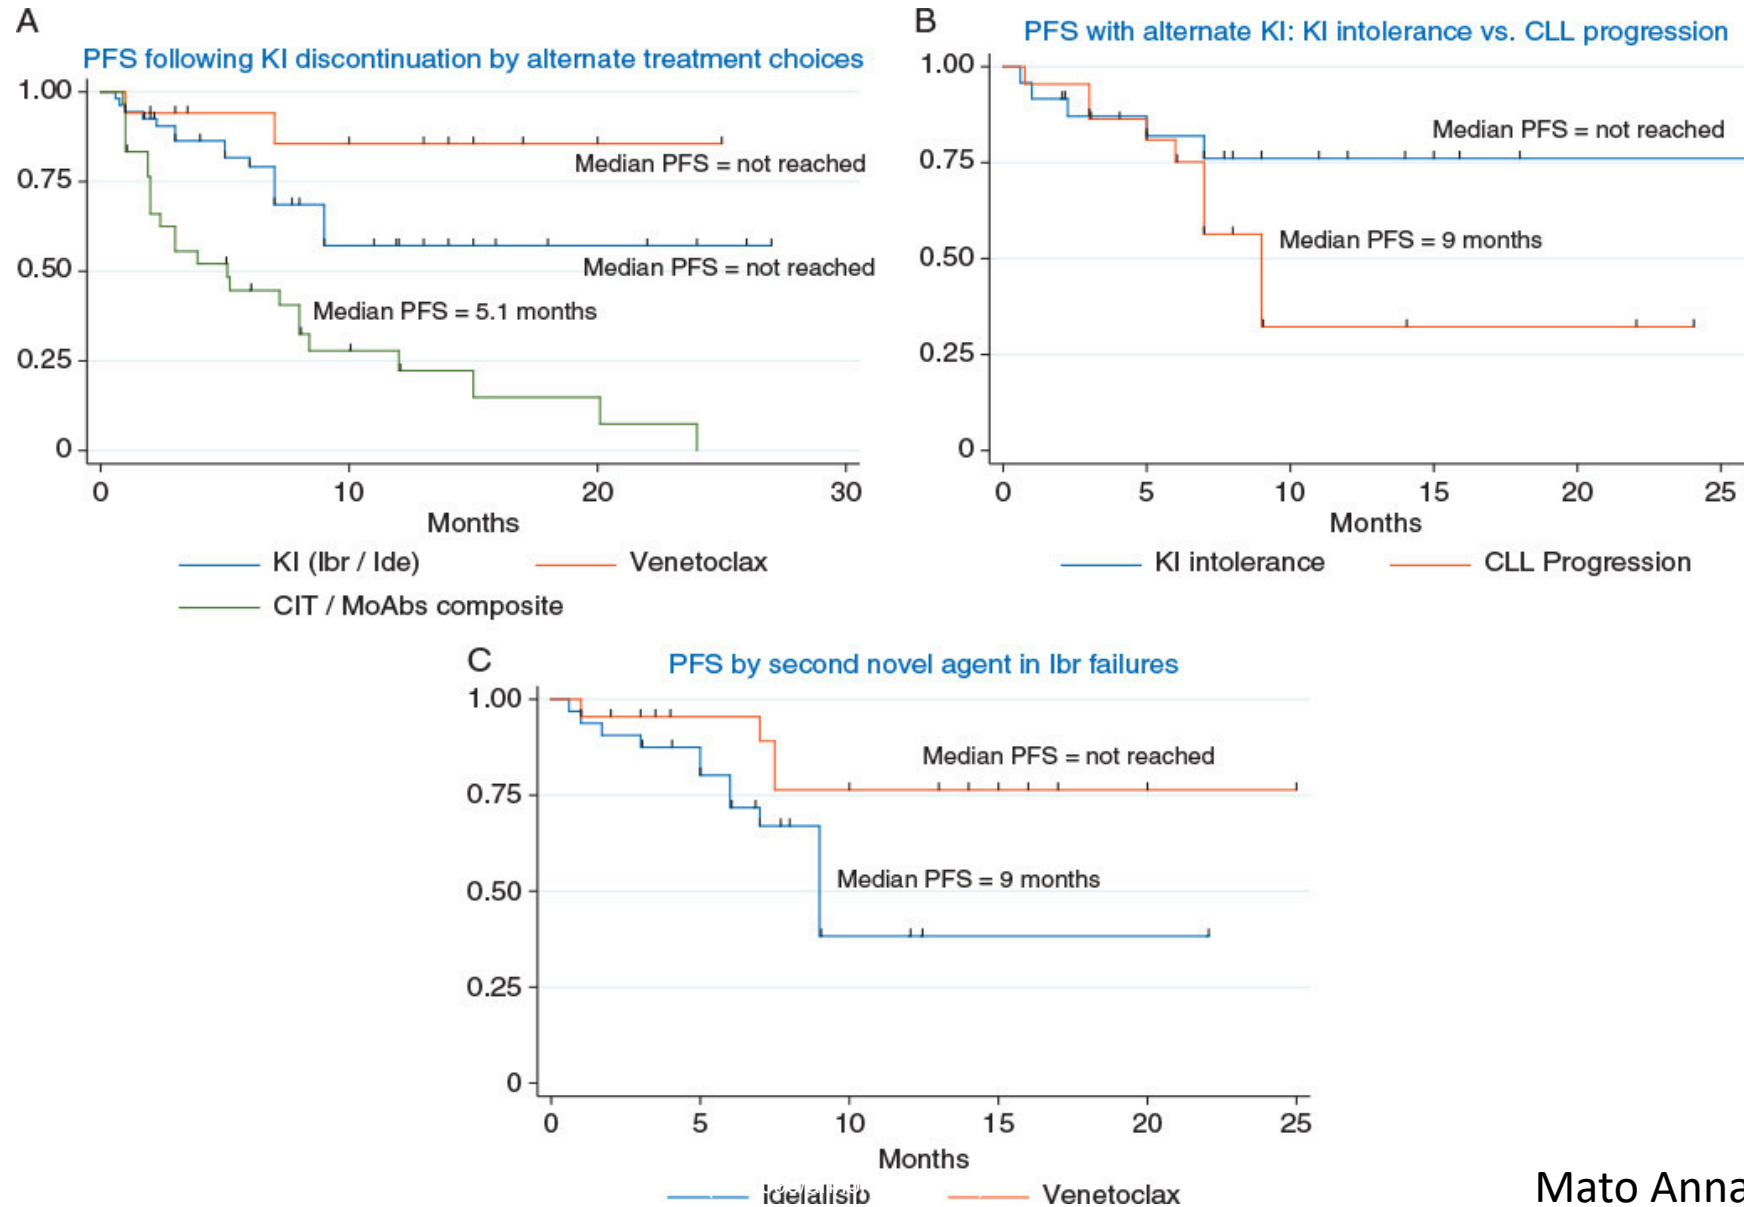 A
PFS following KI discontinuation by alternate treatment choices
1.00
0.75
0.50
0.25
0
Median PFS = not reached
Median PFS = not reached
Median PFS = 5.1 months
0 10 20 30
Months
KI (Ibr / Ide) Venetoclax
CIT / MoAbs composite
B
PFS with alternate KI: KI intolerance vs. CLL progression
1.00
0.75
0.50
0.25
0
Median PFS = not reached
Median PFS = 9 months
0 5 10 15 20 25
Months
KI intolerance CLL Progression
C
PFS by second novel agent in Ibr failures
1.00
0.75
0.50
0.25
0
Median PFS = not reached
Median PFS = 9 months
0 5 10 15 20 25
Months
Idelalisib Venetoclax
Mato Anna